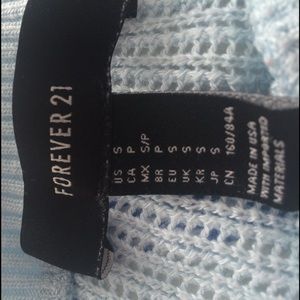 FOREVER 21
US S
CA P
MX S/P
BR P
EU S
UK S
KR S
JP S
CN 160/84A
MADE IN USA
WITH IMPORTED
MATERIALS